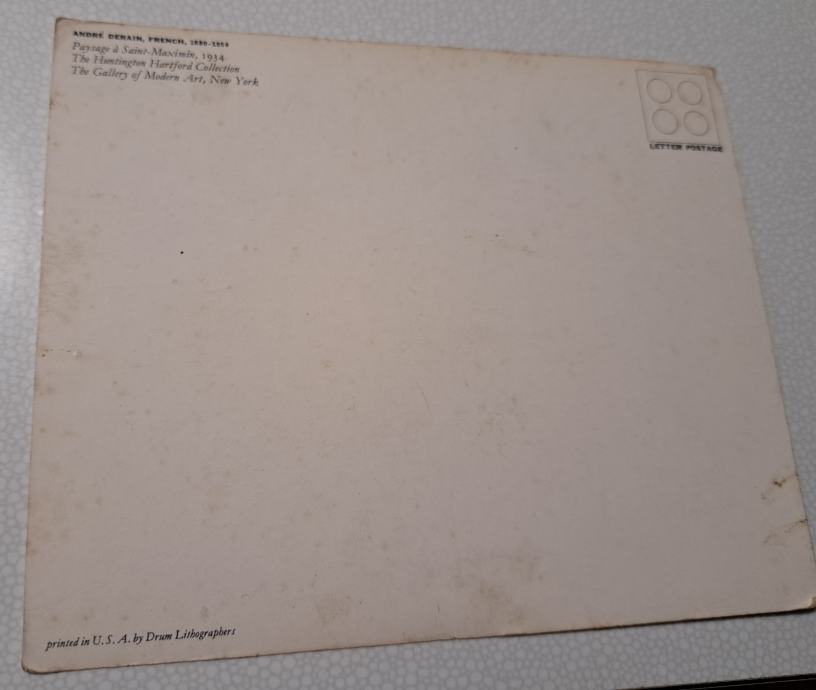 ANDRÉ DERAIN, FRENCH, 1880-1954
Paysage à Saint-Maximin, 1934
The Huntington Hartford Collection
The Gallery of Modern Art, New York
LETTER POSTAGE
printed in U. S. A. by Drum Lithographers